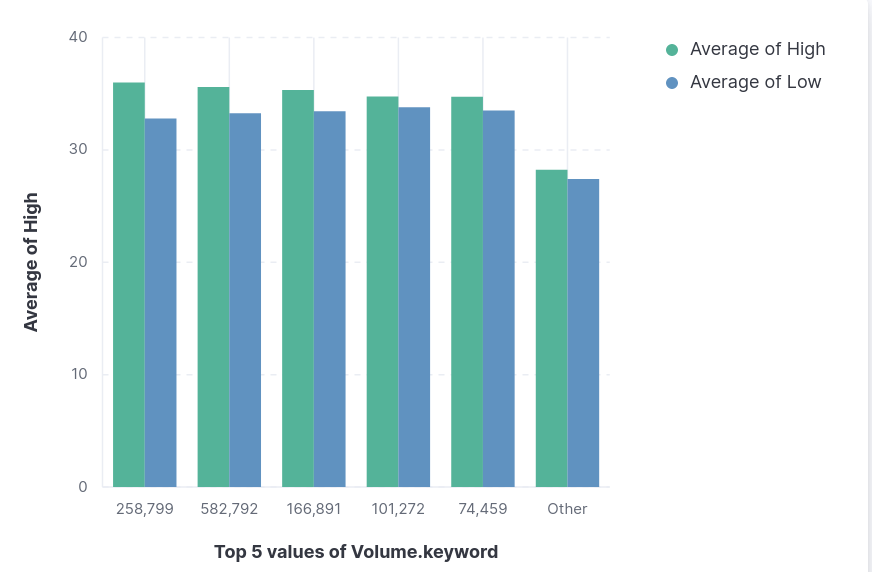 40
30
20
10
0
Average of High
258,799
582,792
166,891
101,272
74,459
Other
Top 5 values of Volume.keyword
Average of High
Average of Low